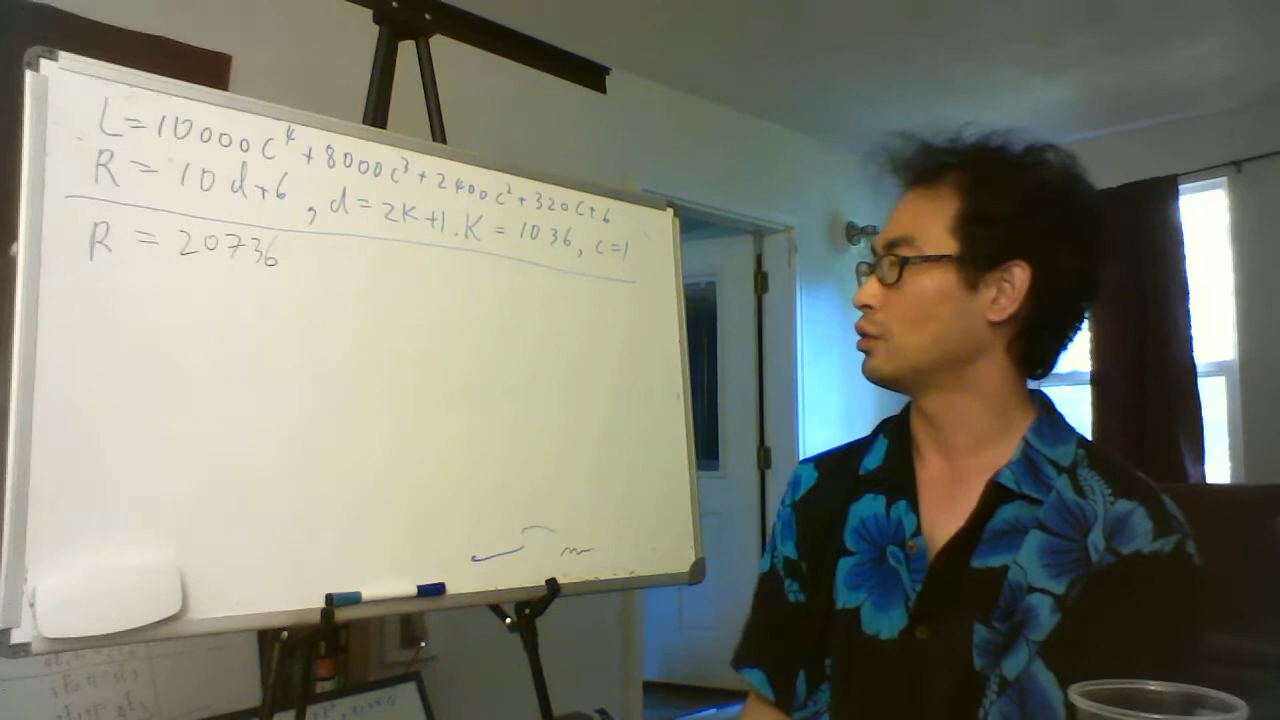 L=10000c⁴+8000c³+2400c²+320c+6
R=10d+6, d=2K+1. K=1036, c=1
R = 20736